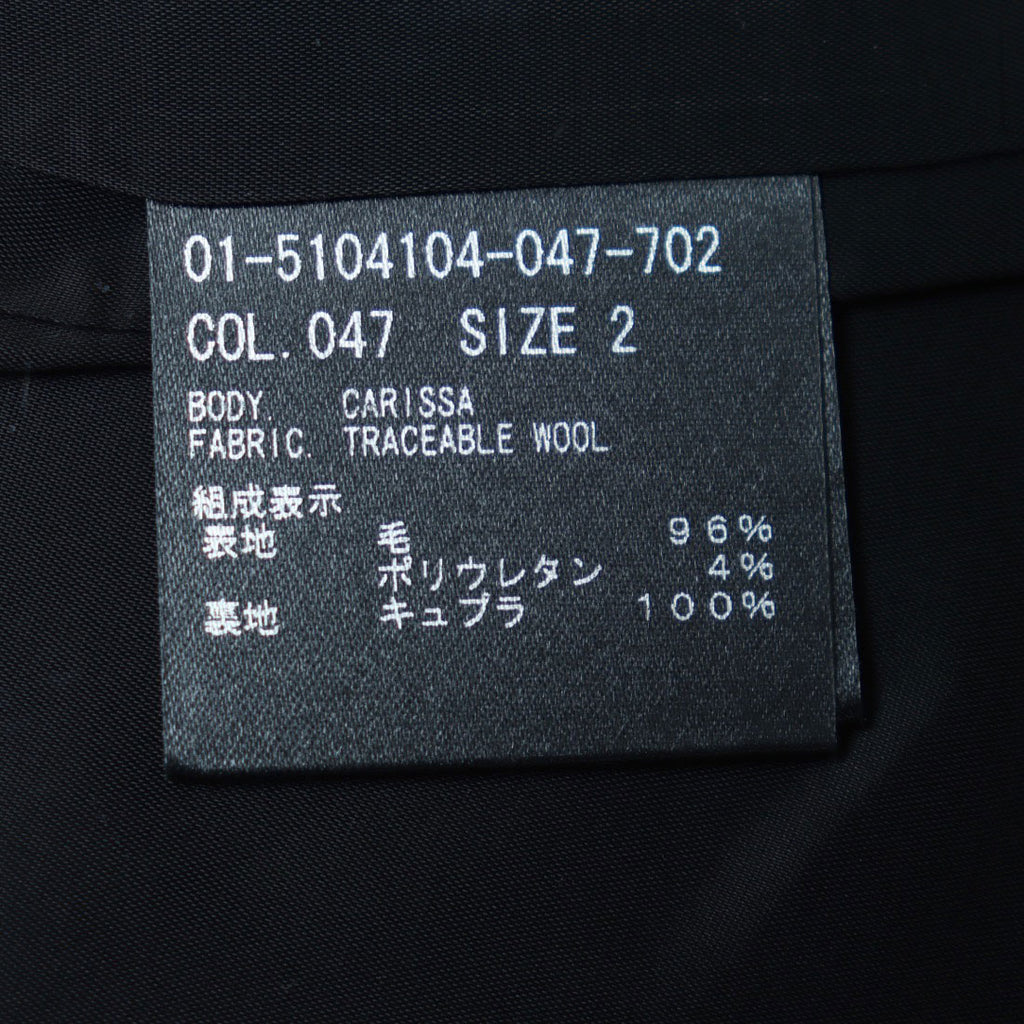 01-5104104-047-702
COL. 047 SIZE 2
BODY. CARISSA
FABRIC. TRACEABLE WOOL
組成表示
表地 毛 96%
ポリウレタン 4%
裏地 キュプラ 100%